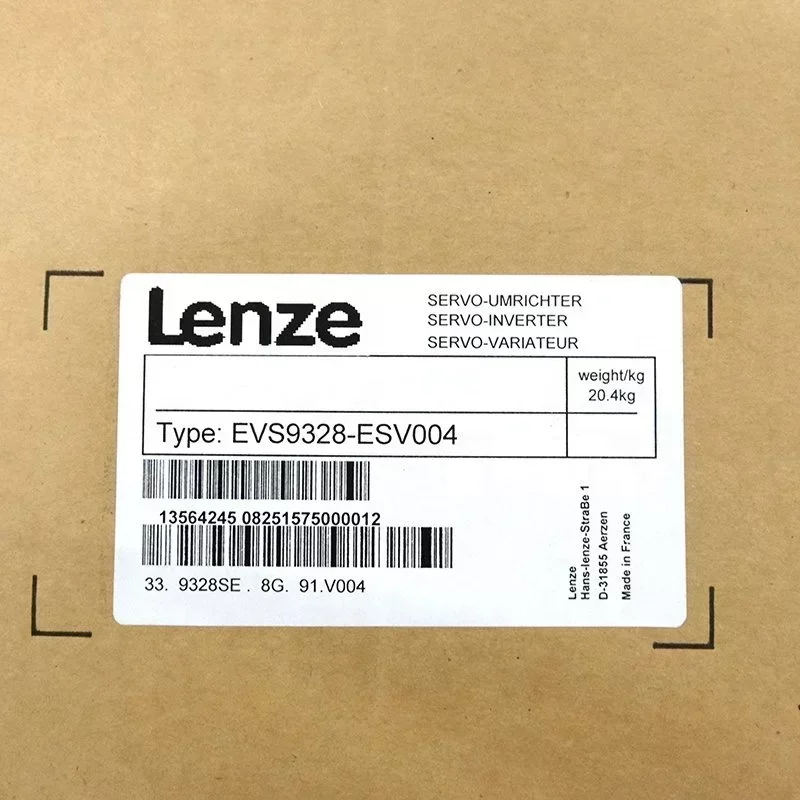 Lenze
SERVO-UMRICHTER
SERVO-INVERTER
SERVO-VARIATEUR
weight/kg
20.4kg
Type: EVS9328-ESV004
13564245 08251575000012
33. 9328SE . 8G. 91.V004
Lenze
Hans-lenze-StraBe 1
D-31855 Aerzen
Made in France